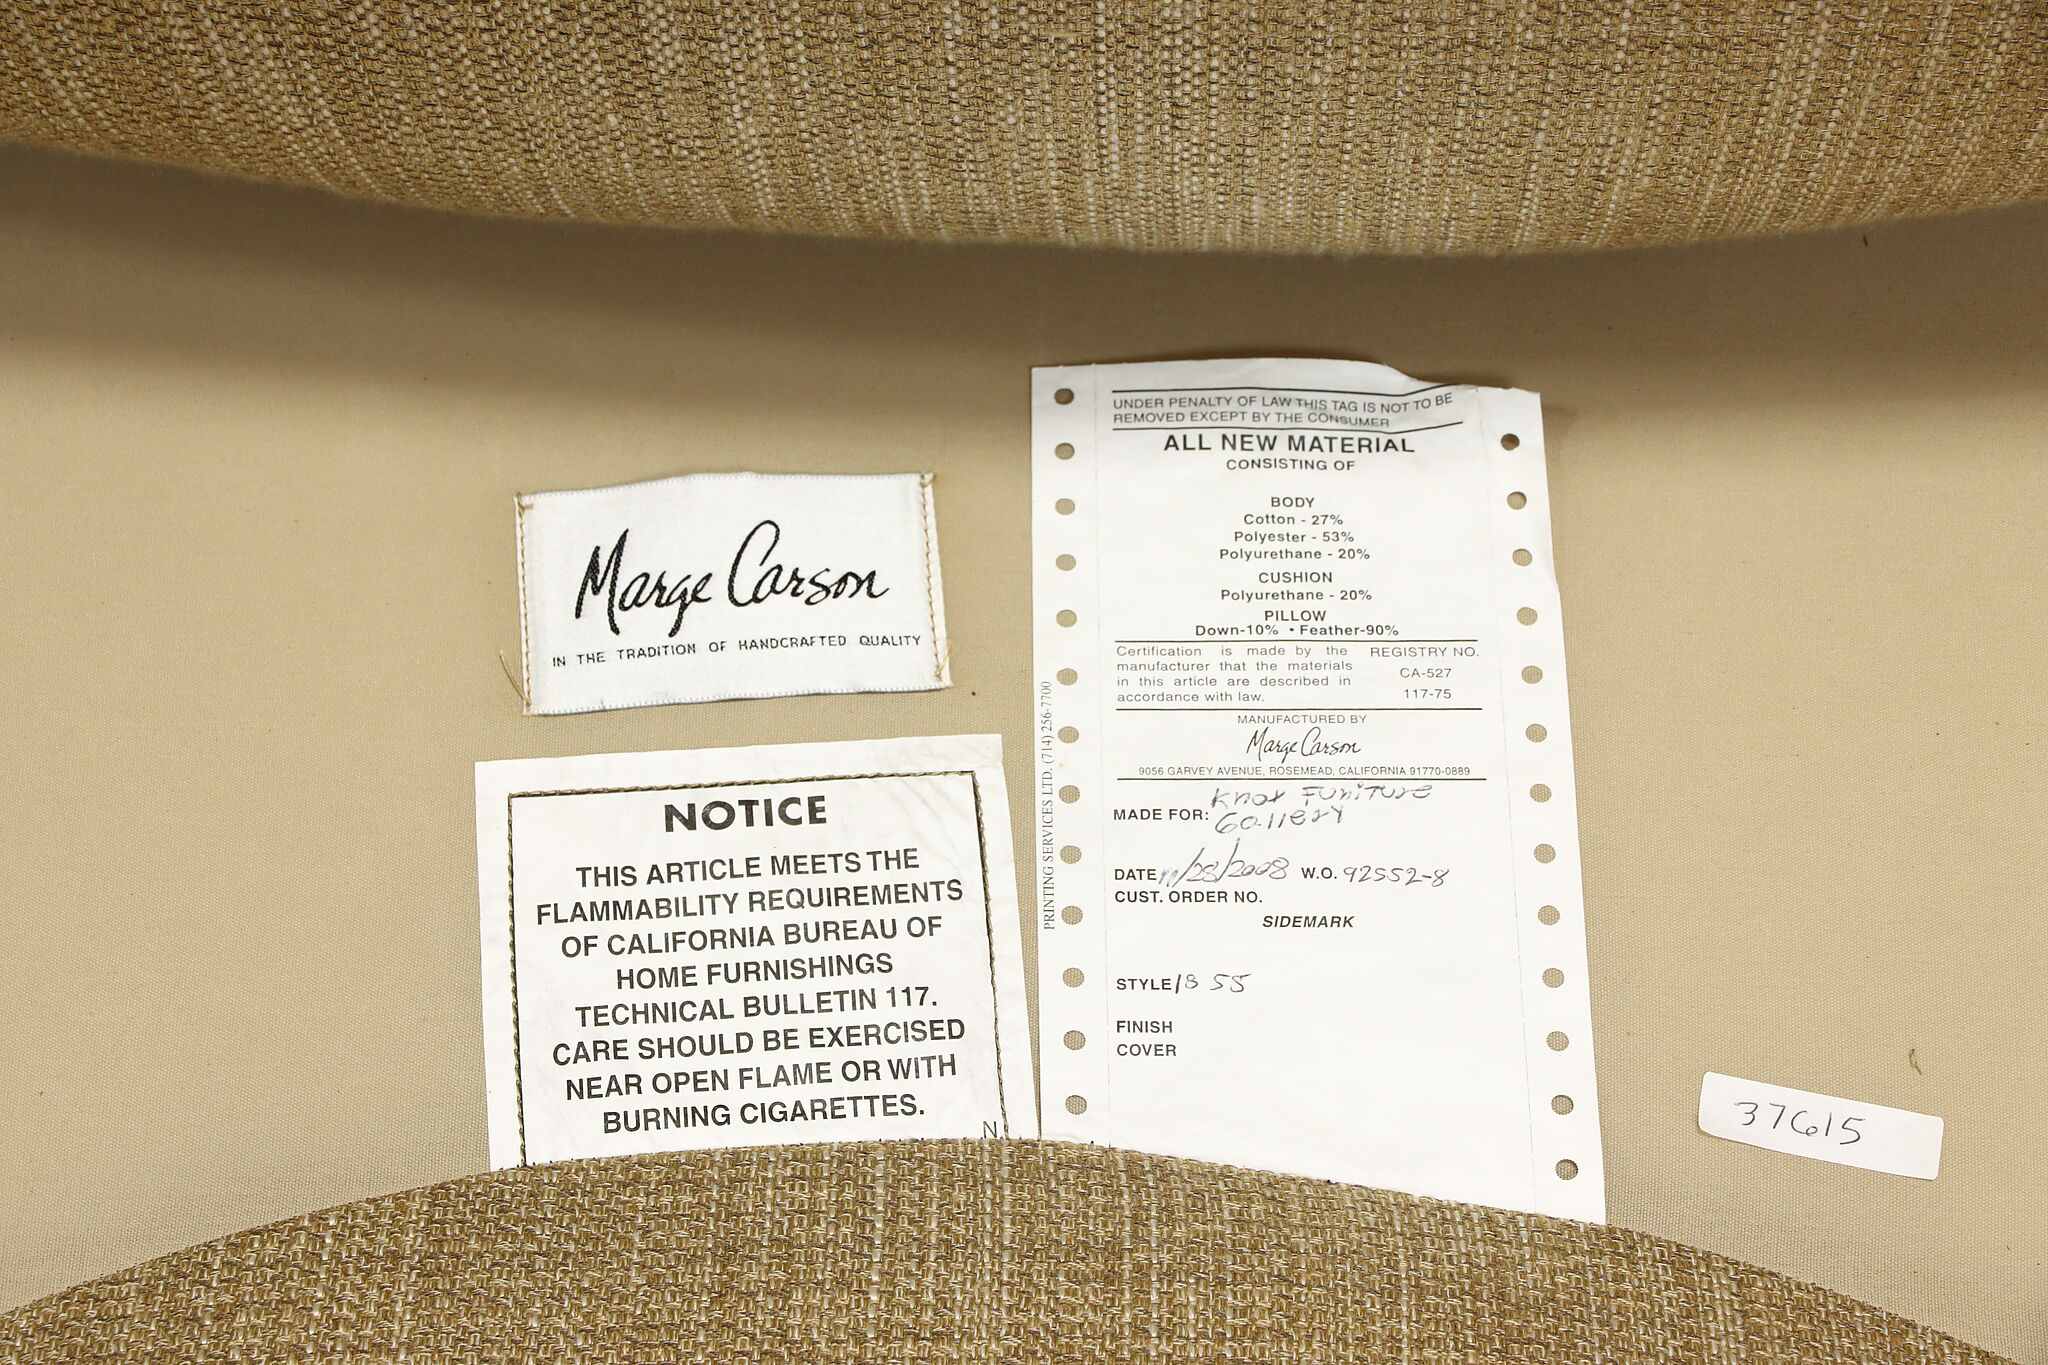 Marge Carson
IN THE TRADITION OF HANDCRAFTED QUALITY
NOTICE
THIS ARTICLE MEETS THE
FLAMMABILITY REQUIREMENTS
OF CALIFORNIA BUREAU OF
HOME FURNISHINGS
TECHNICAL BULLETIN 117.
CARE SHOULD BE EXERCISED
NEAR OPEN FLAME OR WITH
BURNING CIGARETTES.
N
UNDER PENALTY OF LAW THIS TAG IS NOT TO BE
REMOVED EXCEPT BY THE CONSUMER
ALL NEW MATERIAL
CONSISTING OF
BODY
Cotton - 27%
Polyester - 53%
Polyurethane - 20%
CUSHION
Polyurethane - 20%
PILLOW
Down-10% • Feather-90%
Certification is made by the
manufacturer that the materials
in this article are described in
accordance with law.
REGISTRY NO.
CA-527
117-75
MANUFACTURED BY
Marge Carson
9056 GARVEY AVENUE, ROSEMEAD, CALIFORNIA 91770-0889
MADE FOR: Knox Funiture
Gallery
DATE /28/2008 W.O. 92552-8
CUST. ORDER NO.
SIDEMARK
STYLE 1855
FINISH
COVER
PRINTING SERVICES LTD. (714) 256-7700
37615